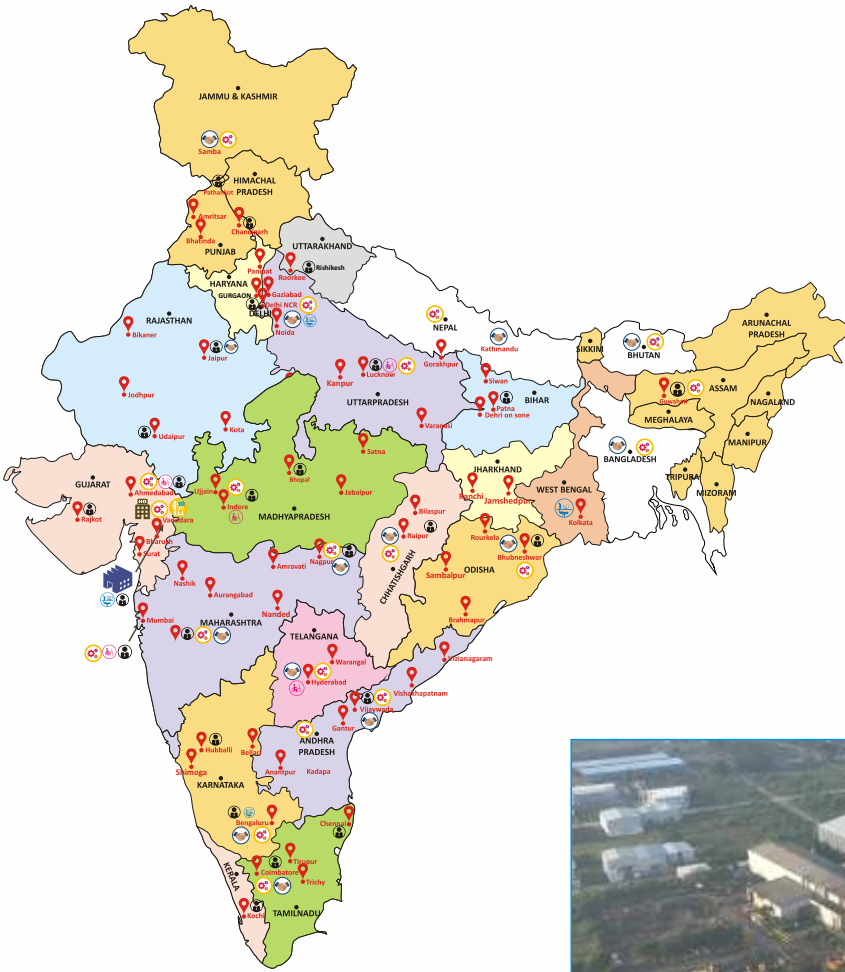 JAMMU & KASHMIR
Samba
HIMACHAL
PRADESH
Pathankot
Amritsar
Chandigarh
Bhatinda
PUNJAB
UTTARAKHAND
Rishikesh
Roorkee
Panipat
HARYANA
GURGAON
Gaziabad
Delhi NCR
DELHI
Noida
RAJASTHAN
Bikaner
Jaipur
Jodhpur
Udaipur
Kota
NEPAL
Kathmandu
Gorakhpur
Lucknow
Kanpur
UTTARPRADESH
Varanasi
SIKKIM
BHUTAN
ARUNACHAL
PRADESH
ASSAM
Guwahati
NAGALAND
MEGHALAYA
MANIPUR
BANGLADESH
TRIPURA
MIZORAM
Siwan
BIHAR
Patna
Dehri on sone
Satna
GUJARAT
Ahmedabad
HO
Vadodara
Rajkot
Bharush
Surat
Ujjain
Indore
Bhopal
Jabalpur
MADHYAPRADESH
JHARKHAND
Ranchi
Jamshedpur
WEST BENGAL
Kolkata
Bilaspur
Raipur
CHHATISHGARH
Rourkela
Bhubneshwar
ODISHA
Sambalpur
Brahmapur
Nagpur
Amravati
Nashik
Aurangabad
Nanded
Mumbai
MAHARASHTRA
TELANGANA
Warangal
Hyderabad
Vizianagaram
Vishakhapatnam
Vijaywada
Gantur
ANDHRA
PRADESH
Anantpur
Kadapa
Hubballi
Bellari
Shimoga
KARNATAKA
Bengaluru
Chennai
Tirupur
Coimbatore
Trichy
KERALA
Kochi
TAMILNADU